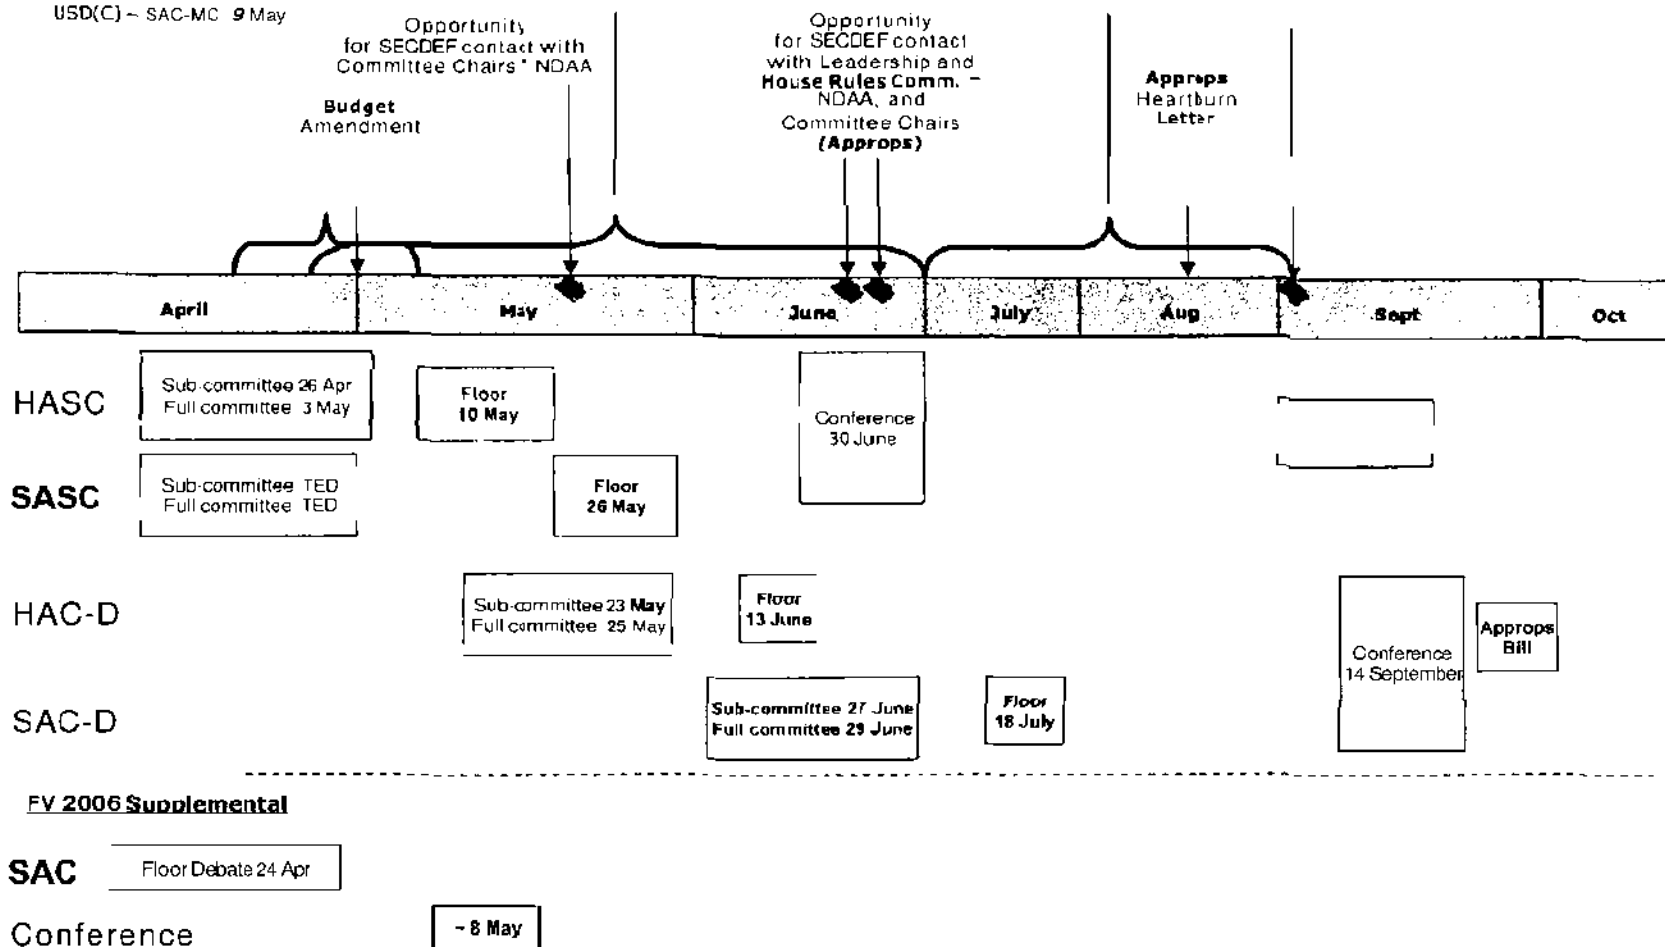 USD(C) – SAC-MC 9 May
Opportunity
for SECDEF contact with
Committee Chairs " NDAA
Budget
Amendment
Opportunity
for SECDEF contact
with Leadership and
House Rules Comm. –
NDAA, and
Committee Chairs
(Approps)
Approps
Heartburn
Letter
April May June July Aug Sept Oct
HASC
Sub-committee 26 Apr
Full committee 3 May
Floor
10 May
Conference
30 June
SASC
Sub-committee TED
Full committee TED
Floor
26 May
HAC-D
Sub-committee 23 May
Full committee 25 May
Floor
13 June
Conference
14 September
Approps
Bill
SAC-D
Sub-committee 27 June
Full committee 29 June
Floor
18 July
FV 2006 Supplemental
SAC
Floor Debate 24 Apr
Conference
~ 8 May